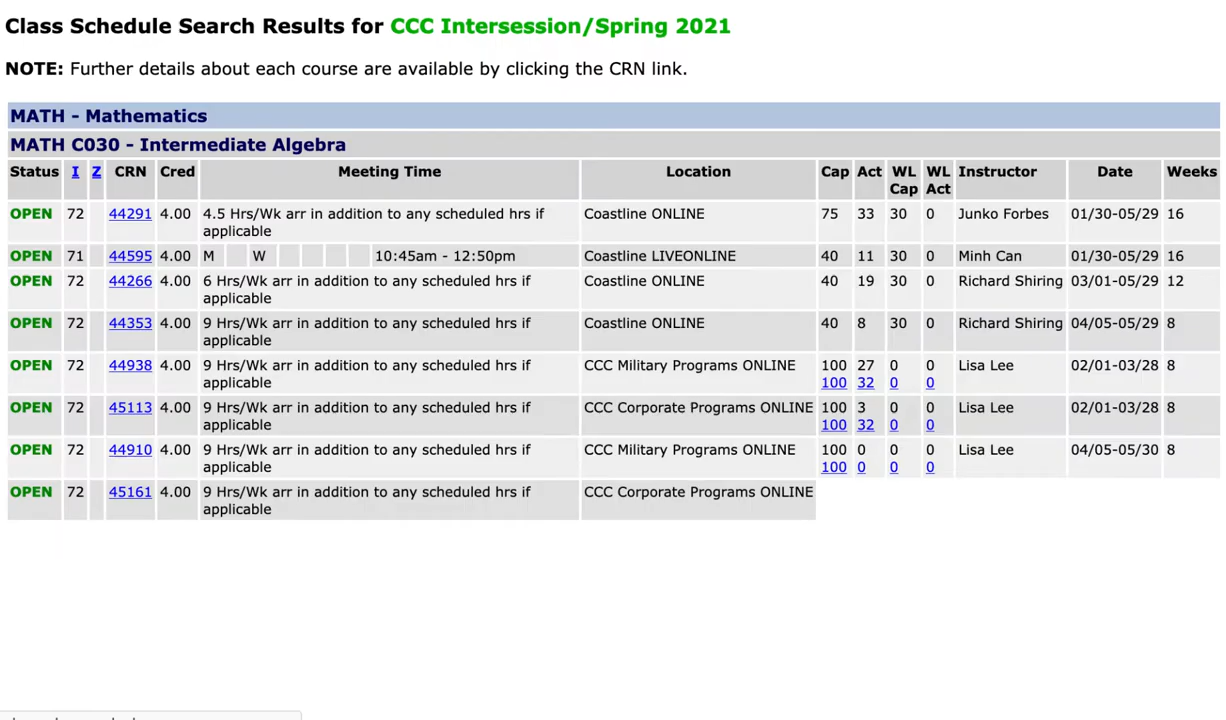 Class Schedule Search Results for CCC Intersession/Spring 2021
NOTE: Further details about each course are available by clicking the CRN link.
MATH - Mathematics
MATH C030 - Intermediate Algebra
Status I Z CRN Cred Meeting Time Location Cap Act WL Cap WL Act Instructor Date Weeks
OPEN 72 44291 4.00 4.5 Hrs/Wk arr in addition to any scheduled hrs if Coastline ONLINE 75 33 30 0 Junko Forbes 01/30-05/29 16
applicable
OPEN 71 44595 4.00 M W 10:45am - 12:50pm Coastline LIVEONLINE 40 11 30 0 Minh Can 01/30-05/29 16
OPEN 72 44266 4.00 6 Hrs/Wk arr in addition to any scheduled hrs if Coastline ONLINE 40 19 30 0 Richard Shiring 03/01-05/29 12
applicable
OPEN 72 44353 4.00 9 Hrs/Wk arr in addition to any scheduled hrs if Coastline ONLINE 40 8 30 0 Richard Shiring 04/05-05/29 8
applicable
OPEN 72 44938 4.00 9 Hrs/Wk arr in addition to any scheduled hrs if CCC Military Programs ONLINE 100 27 0 0 Lisa Lee 02/01-03/28 8
applicable 100 32 0 0
OPEN 72 45113 4.00 9 Hrs/Wk arr in addition to any scheduled hrs if CCC Corporate Programs ONLINE 100 3 0 0 Lisa Lee 02/01-03/28 8
applicable 100 32 0 0
OPEN 72 44910 4.00 9 Hrs/Wk arr in addition to any scheduled hrs if CCC Military Programs ONLINE 100 0 0 0 Lisa Lee 04/05-05/30 8
applicable 100 0 0 0
OPEN 72 45161 4.00 9 Hrs/Wk arr in addition to any scheduled hrs if CCC Corporate Programs ONLINE
applicable